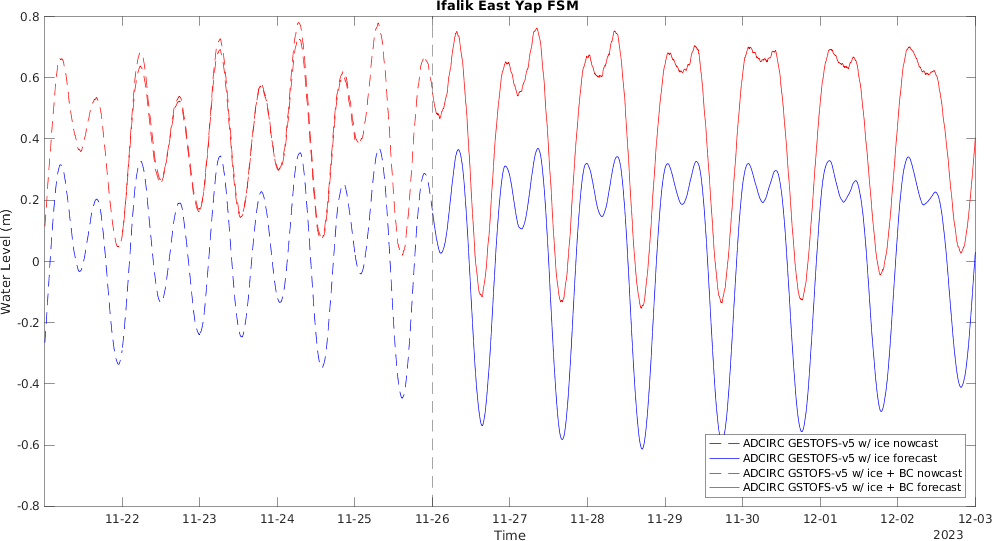 Ifalik East Yap FSM
Water Level (m)
0.8
0.6
0.4
0.2
0
-0.2
-0.4
-0.6
-0.8
ADCIRC GESTOFS-v5 w/ ice nowcast
ADCIRC GESTOFS-v5 w/ ice forecast
ADCIRC GSTOFS-v5 w/ ice + BC nowcast
ADCIRC GSTOFS-v5 w/ ice + BC forecast
11-22 11-23 11-24 11-25 11-26 11-27 11-28 11-29 11-30 12-01 12-02 12-03
Time
2023